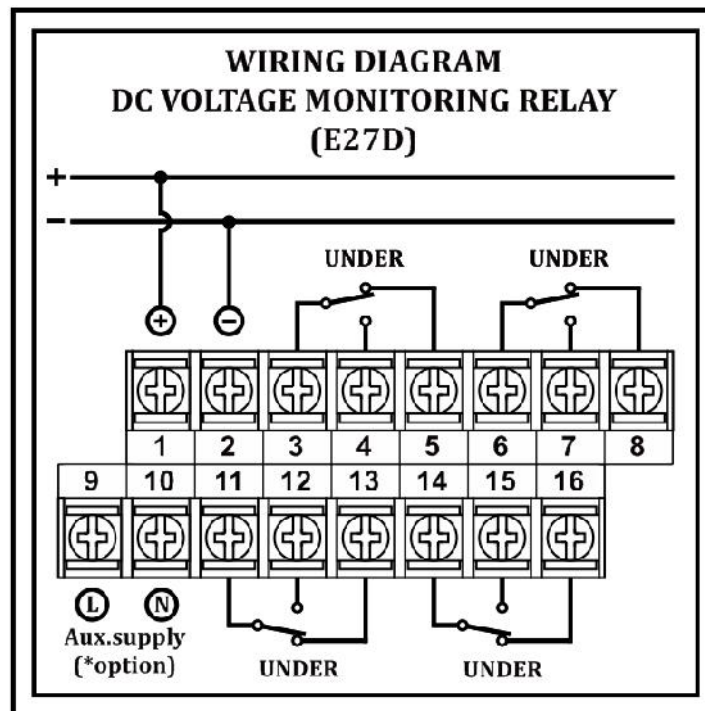 WIRING DIAGRAM
DC VOLTAGE MONITORING RELAY
(E27D)
+
−
UNDER UNDER
+ −
1 2 3 4 5 6 7 8
9 10 11 12 13 14 15 16
L N
Aux.supply
(*option)
UNDER UNDER